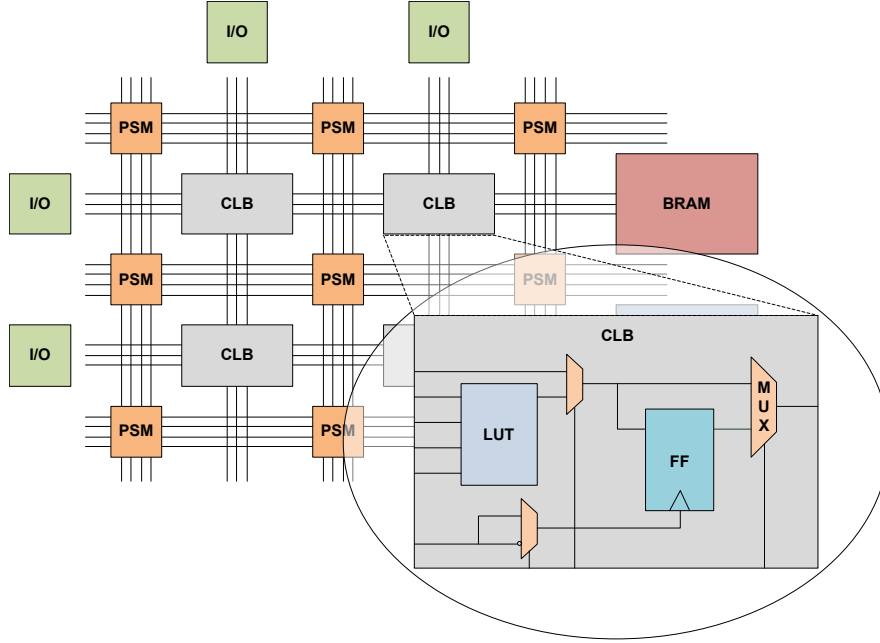 I/O
I/O
PSM
PSM
PSM
I/O
CLB
CLB
BRAM
PSM
PSM
PSM
I/O
CLB
CLB
MUX
LUT
FF
PSM
PSM